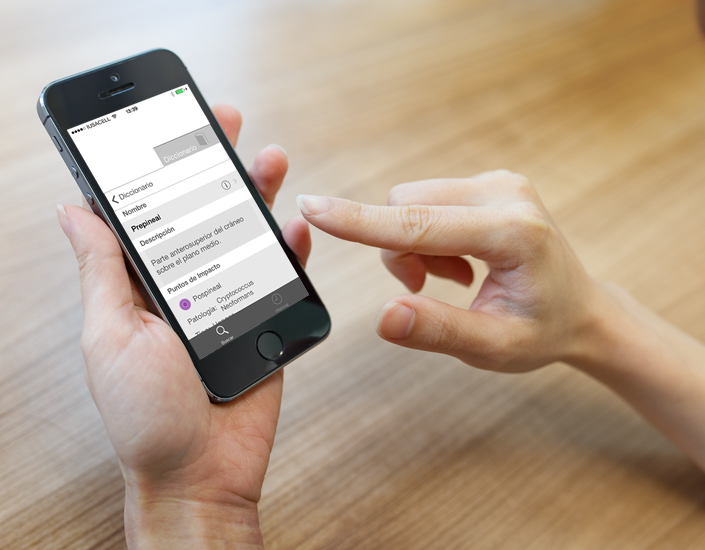 IUSACELL 13:39
Diccionario
Diccionario
Nombre
Prepineal
Descripción
Parte anterosuperior del cráneo
sobre el plano medio.
Puntos de Impacto
Pospineal
Patología: Cryptococcus
Neoformans
Buscar